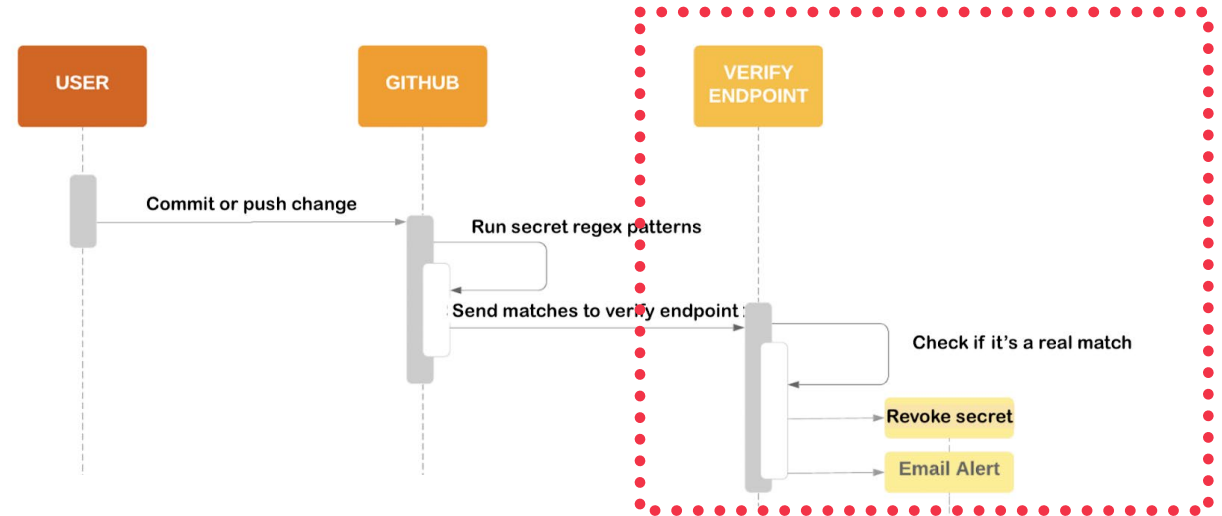 USER
GITHUB
VERIFY
ENDPOINT
Commit or push change
Run secret regex patterns
Send matches to verify endpoint
Check if it's a real match
Revoke secret
Email Alert